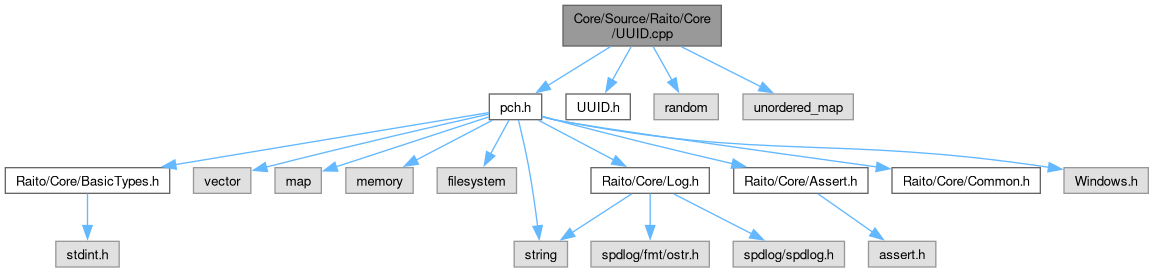 Core/Source/Raito/Core
/UUID.cpp
pch.h
UUID.h
random
unordered_map
Raito/Core/BasicTypes.h
vector
map
memory
filesystem
Raito/Core/Log.h
Raito/Core/Assert.h
Raito/Core/Common.h
Windows.h
stdint.h
string
spdlog/fmt/ostr.h
spdlog/spdlog.h
assert.h